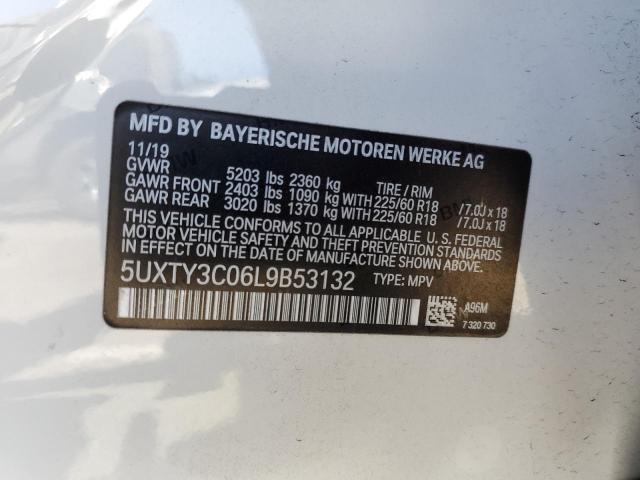 MFD BY BAYERISCHE MOTOREN WERKE AG
11/19
GVWR 5203 lbs 2360 kg TIRE / RIM
GAWR FRONT 2403 lbs 1090 kg WITH 225/60 R18 /7.0J x 18
GAWR REAR 3020 lbs 1370 kg WITH 225/60 R18 /7.0J x 18
THIS VEHICLE CONFORMS TO ALL APPLICABLE U.S. FEDERAL
MOTOR VEHICLE SAFETY, BUMPER, AND THEFT PREVENTION
STANDARDS IN EFFECT ON THE DATE OF MANUFACTURE SHOWN ABOVE.
5UXTY3C06L9B53132 TYPE: MPV
A96M
7 320 730